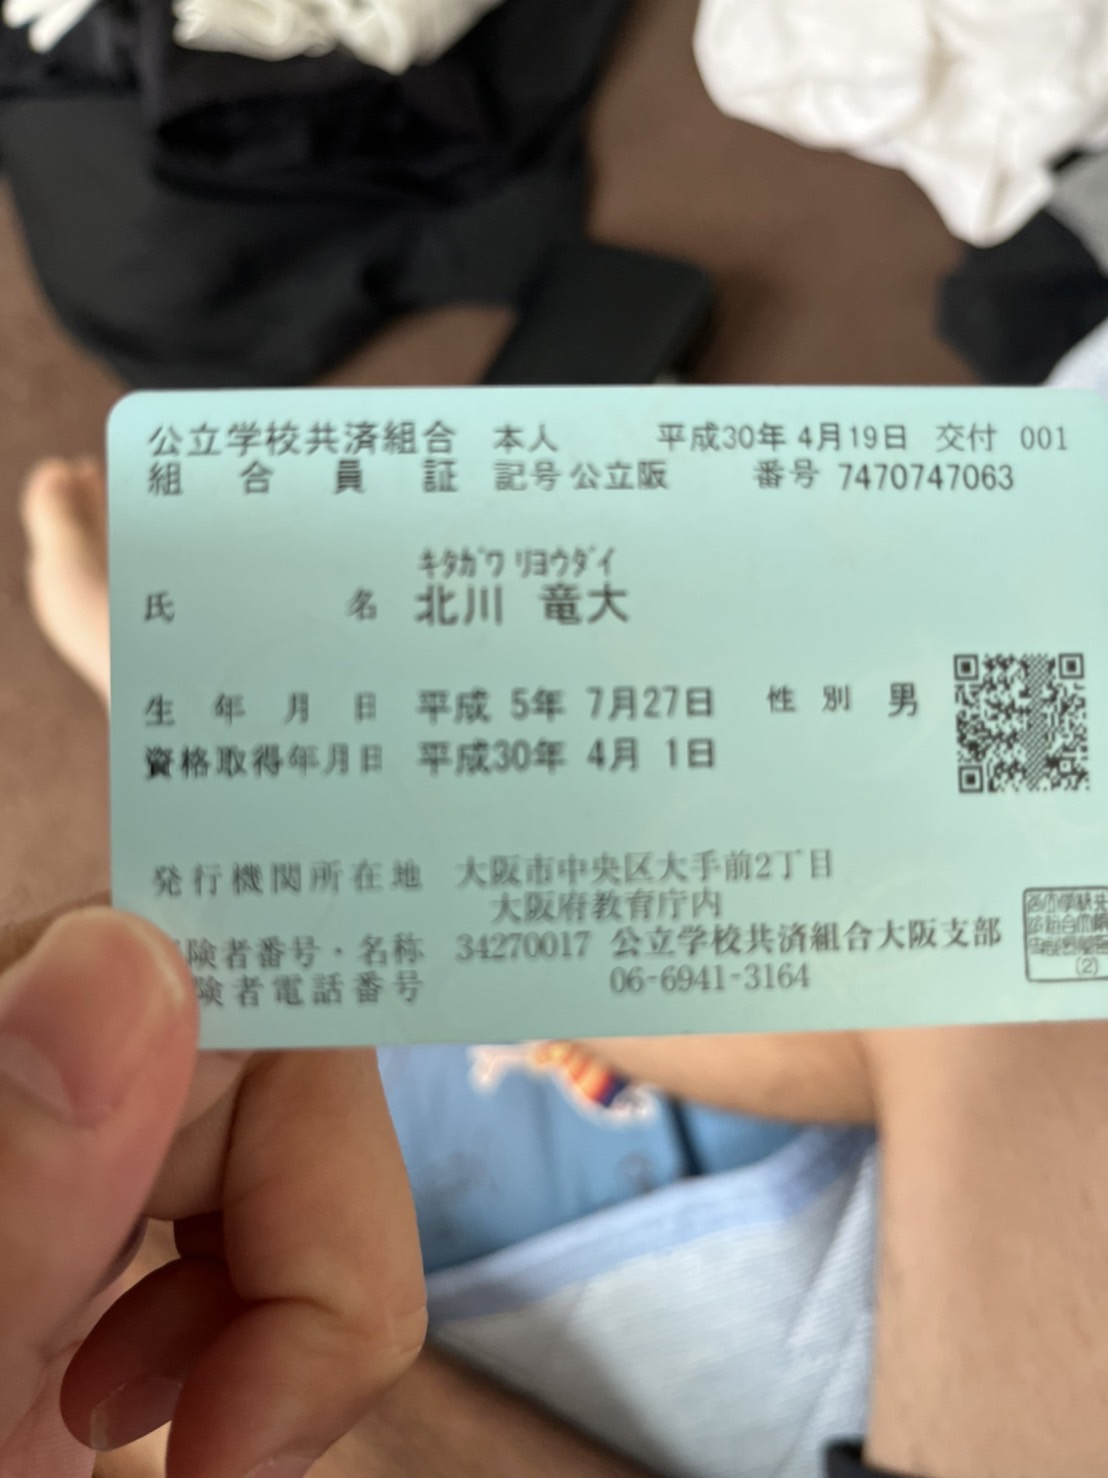 公立学校共済組合 本人 平成30年 4月19日 交付 001
組合員証 記号 公立阪 番号 7470747063
キタガワ リヨウダイ
氏名 北川 竜大
生年月日 平成 5年 7月27日 性別 男
資格取得年月日 平成30年 4月 1日
発行機関所在地 大阪市中央区大手前2丁目
大阪府教育庁内
険者番号・名称 34270017 公立学校共済組合大阪支部
険者電話番号 06-6941-3164
(2)